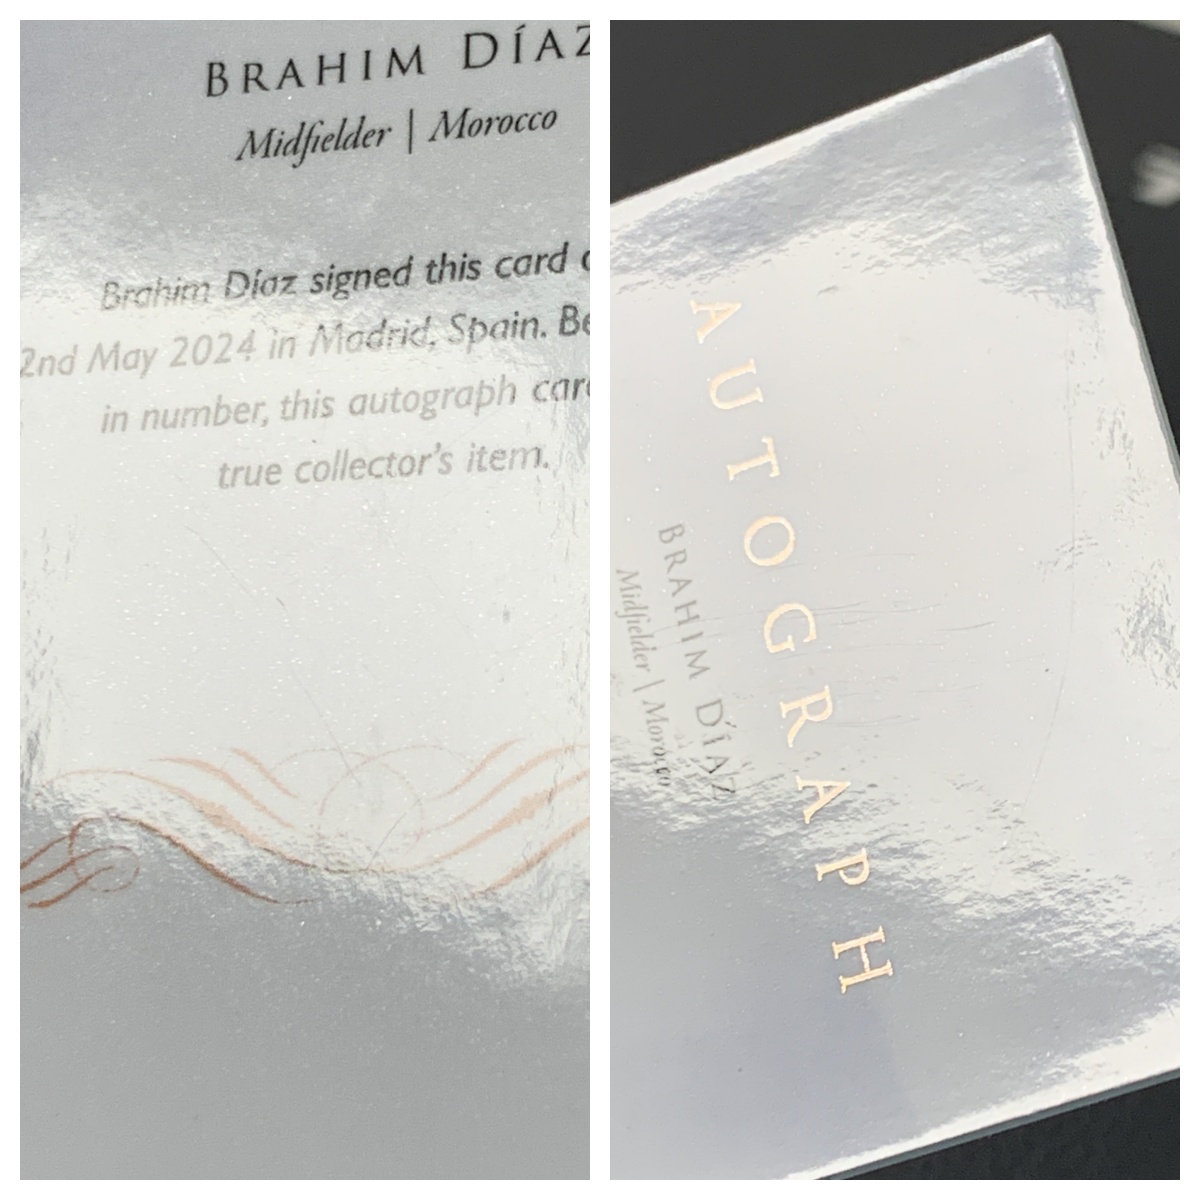 BRAHIM DÍAZ
Midfielder | Morocco
Brahim Díaz signed this card
2nd May 2024 in Madrid, Spain.
in number, this autograph
true collector's item.
AUTOGRAPH
BRAHIM DÍAZ
Midfielder | Morocco